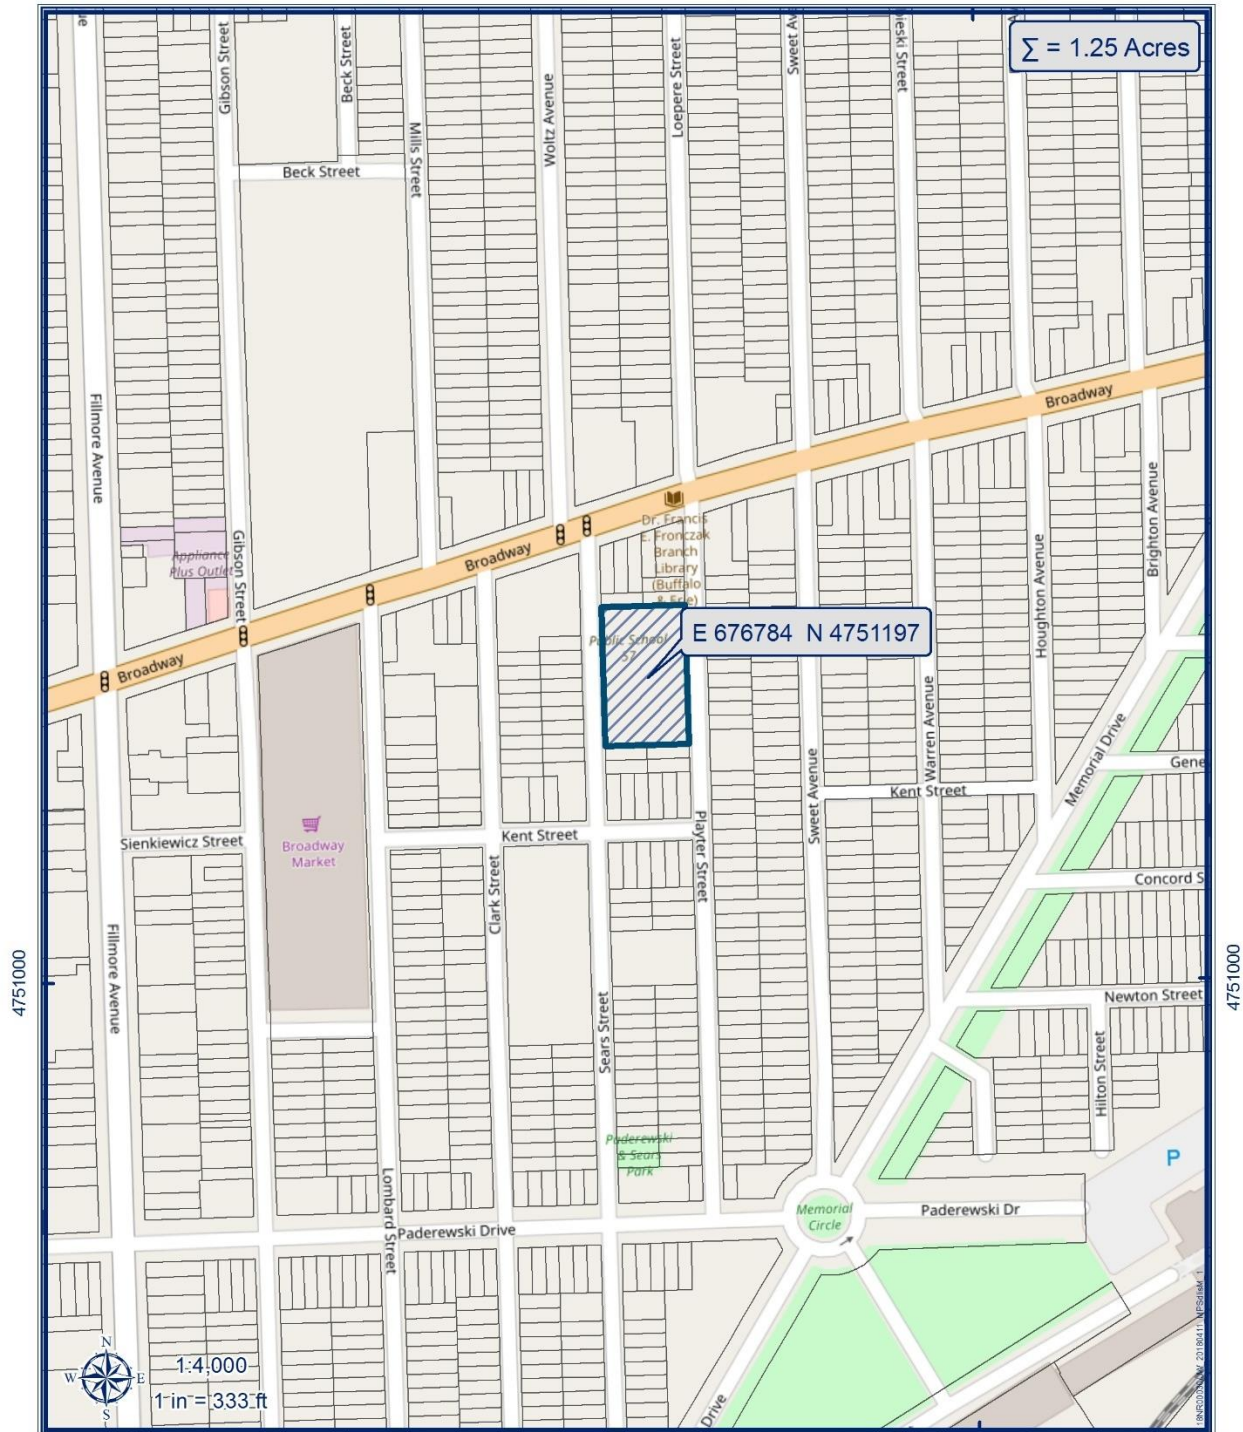 ue
Gibson Street
Beck Street
Mills Street
Woltz Avenue
Loepere Street
Sweet Av
ieski Street
A
∑ = 1.25 Acres
Beck Street
Fillmore Avenue
Broadway
Brighton Avenue
Houghton Avenue
Dr. Francis
E. Fronczak
Branch
Library
(Buffalo
& Erie)
Broadway
Gibson Street
Appliance
Plus Outlet
Public School
57
E 676784 N 4751197
Broadway
Warren Avenue
Memorial Drive
Gene
Kent Street
Sweet Avenue
Playter Street
Kent Street
Sienkiewicz Street
Broadway
Market
Clark Street
Concord S
Fillmore Avenue
4751000
4751000
Newton Street
Sears Street
Hilton Street
Paderewski
& Sears
Park
P
Lombard Street
Memorial
Circle
Paderewski Dr
Paderewski Drive
N
W
E
S
1:4,000
1 in = 333 ft
Drive